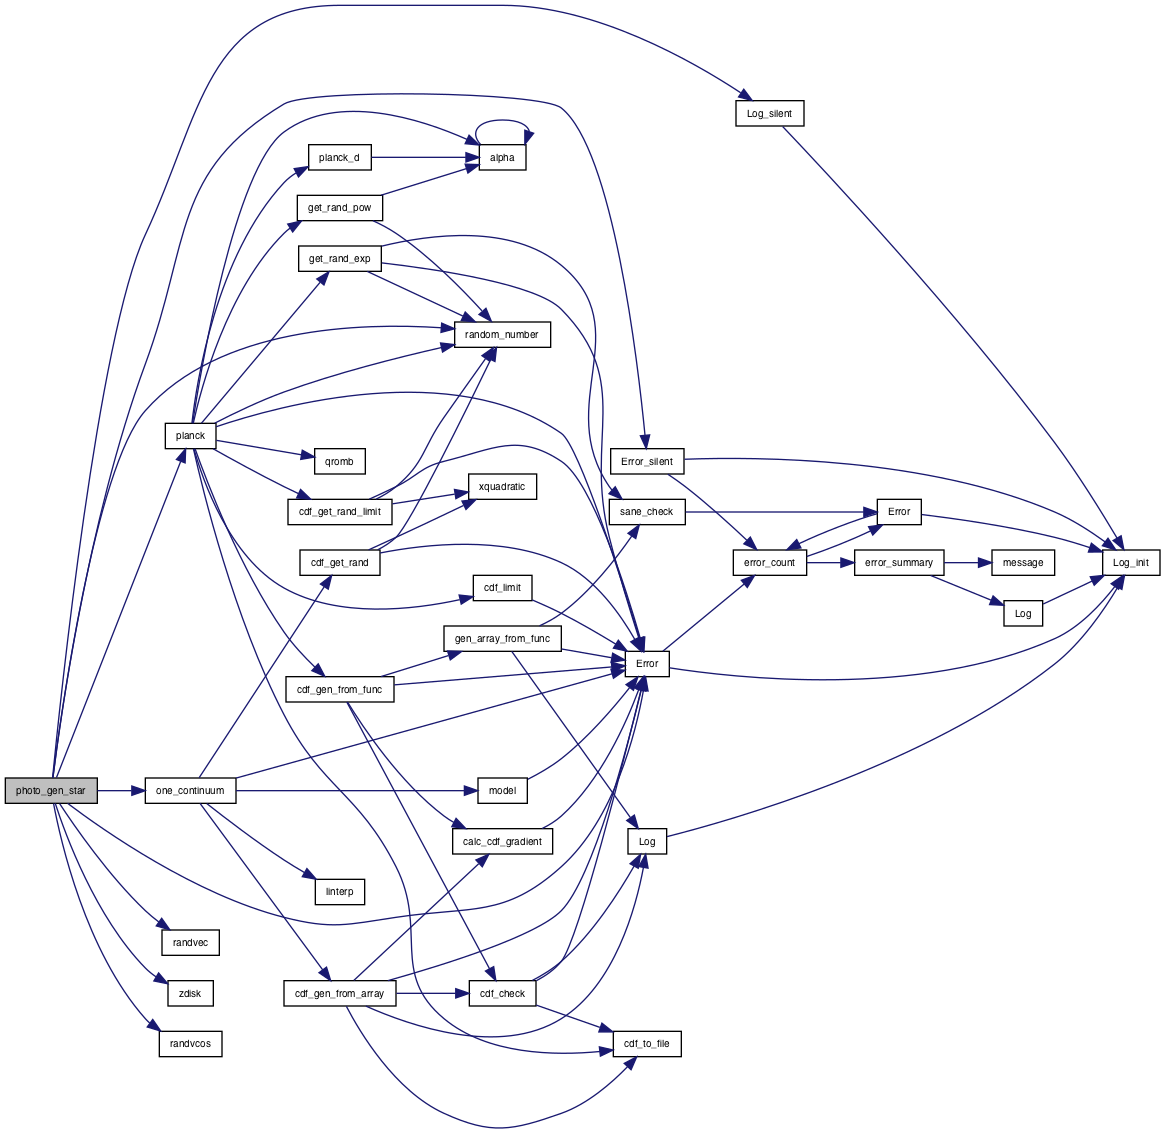 Log_silent
planck_d
alpha
get_rand_pow
get_rand_exp
random_number
planck
qromb
Error_silent
xquadratic
cdf_get_rand_limit
sane_check
Error
cdf_get_rand
error_count
error_summary
message
Log_init
cdf_limit
Log
gen_array_from_func
Error
cdf_gen_from_func
photo_gen_star
one_continuum
model
calc_cdf_gradient
Log
linterp
randvec
zdisk
cdf_gen_from_array
cdf_check
randvcos
cdf_to_file